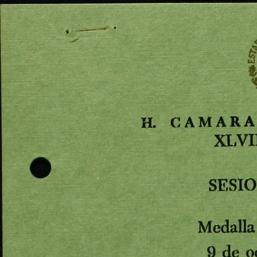 H. CAMARA
XLVI
SESIO
Medalla
9 de oc